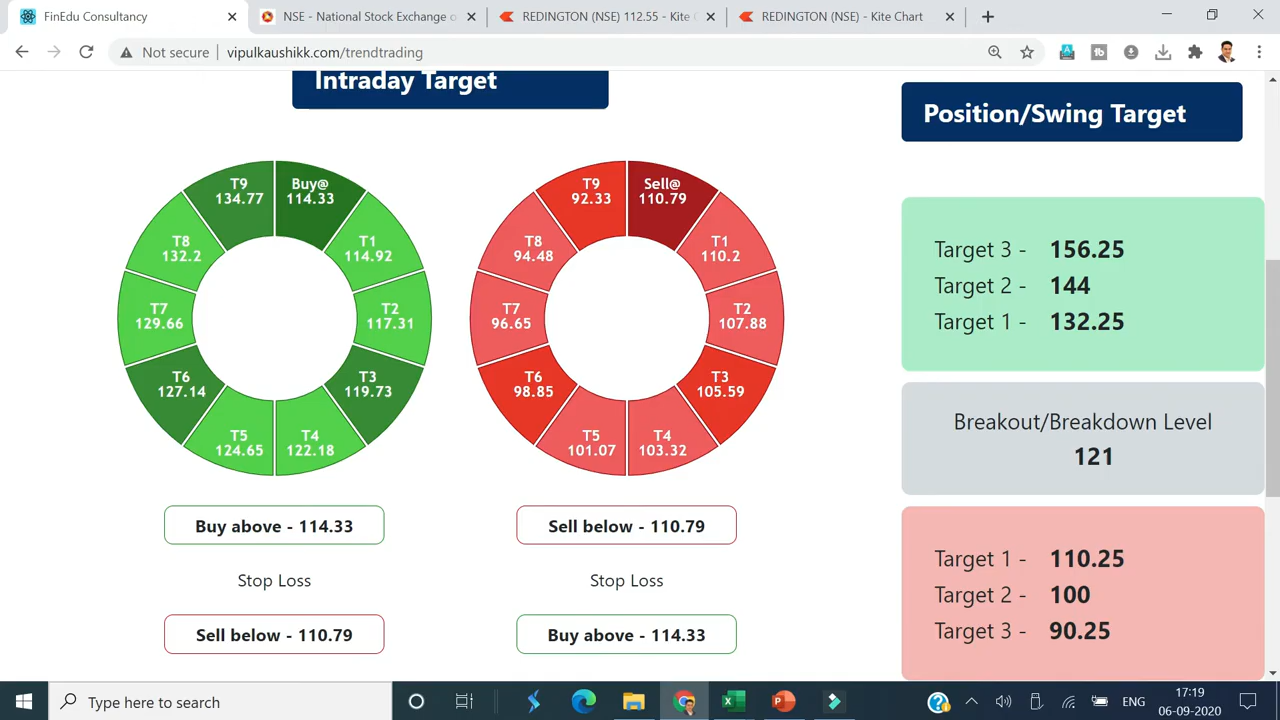 FinEdu Consultancy
NSE - National Stock Exchange o
REDINGTON (NSE) 112.55 - Kite C
REDINGTON (NSE) - Kite Chart
Not secure
vipulkaushikk.com/trendtrading
Intraday Target
Position/Swing Target
T9
134.77
Buy@
114.33
T1
114.92
T2
117.31
T3
119.73
T4
122.18
T5
124.65
T6
127.14
T7
129.66
T8
132.2
T9
92.33
Sell@
110.79
T1
110.2
T2
107.88
T3
105.59
T4
103.32
T5
101.07
T6
98.85
T7
96.65
T8
94.48
Buy above - 114.33
Stop Loss
Sell below - 110.79
Sell below - 110.79
Stop Loss
Buy above - 114.33
Target 3 - 156.25
Target 2 - 144
Target 1 - 132.25
Breakout/Breakdown Level
121
Target 1 - 110.25
Target 2 - 100
Target 3 - 90.25
Type here to search
ENG
17:19
06-09-2020